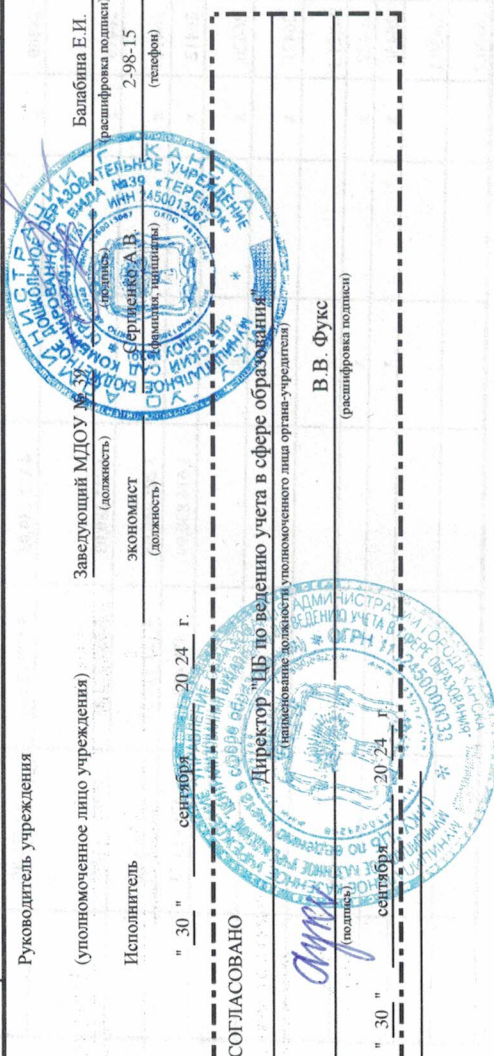 Руководитель учреждения
(уполномоченное лицо учреждения) Заведующий МДОУ № 39 Балабина Е.И.
(должность) (подпись) (расшифровка подписи)
Исполнитель экономист Сергиенко А.В. 2-98-15
(должность) (фамилия, инициалы) (телефон)
" 30 " сентября 20 24 г.
СОГЛАСОВАНО
Директор "ЦБ по ведению учета в сфере образования"
(наименование должности уполномоченного лица органа-учредителя)
В.В. Фукс
(подпись) (расшифровка подписи)
" 30 " сентября 20 24 г.